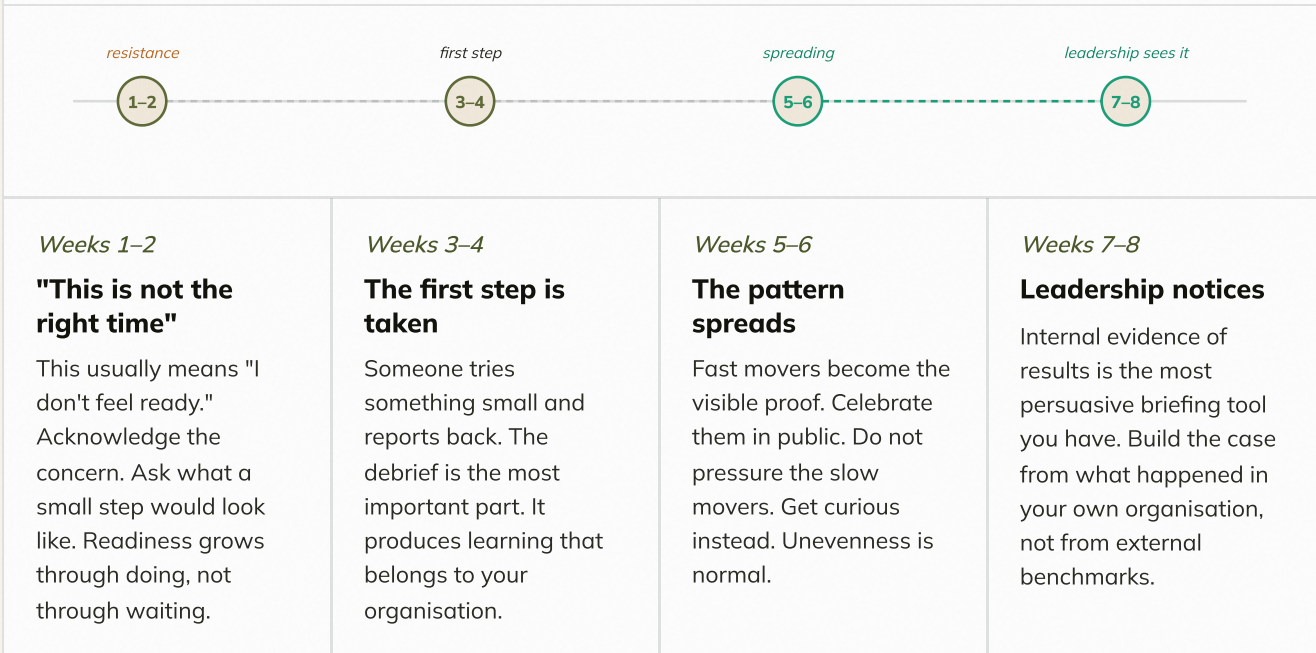 resistance
first step
spreading
leadership sees it
1–2
3–4
5–6
7–8
Weeks 1–2
"This is not the
right time"
This usually means "I
don't feel ready."
Acknowledge the
concern. Ask what a
small step would look
like. Readiness grows
through doing, not
through waiting.
Weeks 3–4
The first step is
taken
Someone tries
something small and
reports back. The
debrief is the most
important part. It
produces learning that
belongs to your
organisation.
Weeks 5–6
The pattern
spreads
Fast movers become the
visible proof. Celebrate
them in public. Do not
pressure the slow
movers. Get curious
instead. Unevenness is
normal.
Weeks 7–8
Leadership notices
Internal evidence of
results is the most
persuasive briefing tool
you have. Build the case
from what happened in
your own organisation,
not from external
benchmarks.